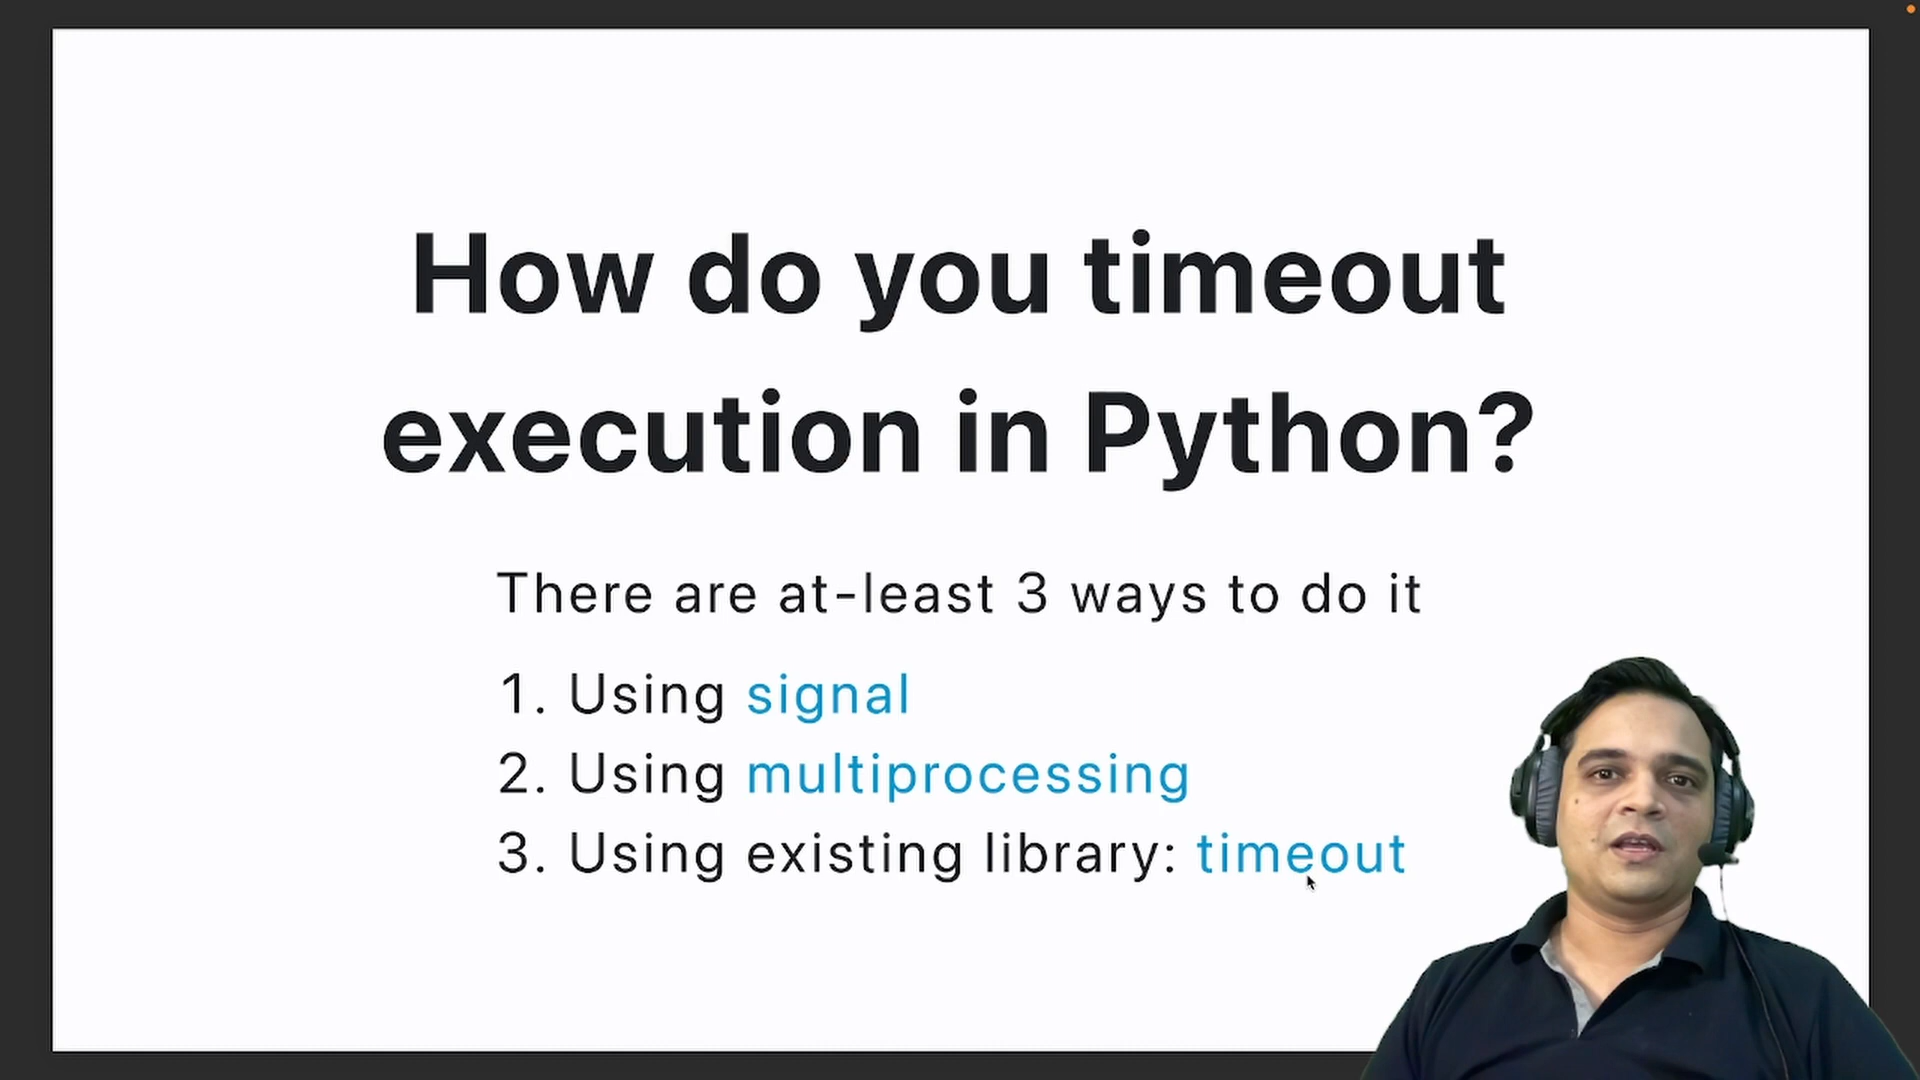 How do you timeout
execution in Python?
There are at-least 3 ways to do it
1. Using signal
2. Using multiprocessing
3. Using existing library: timeout